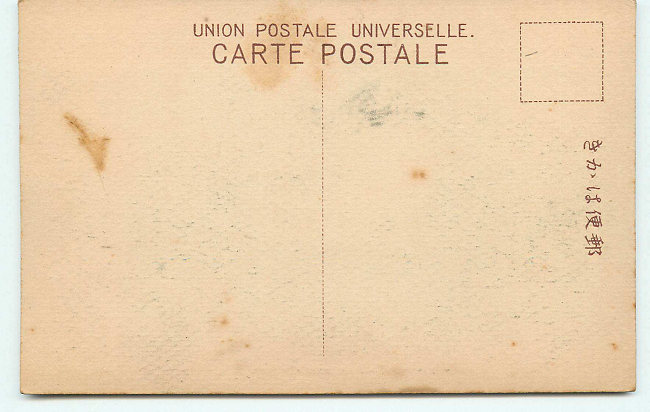 UNION POSTALE UNIVERSELLE.
CARTE POSTALE
きかは便郵